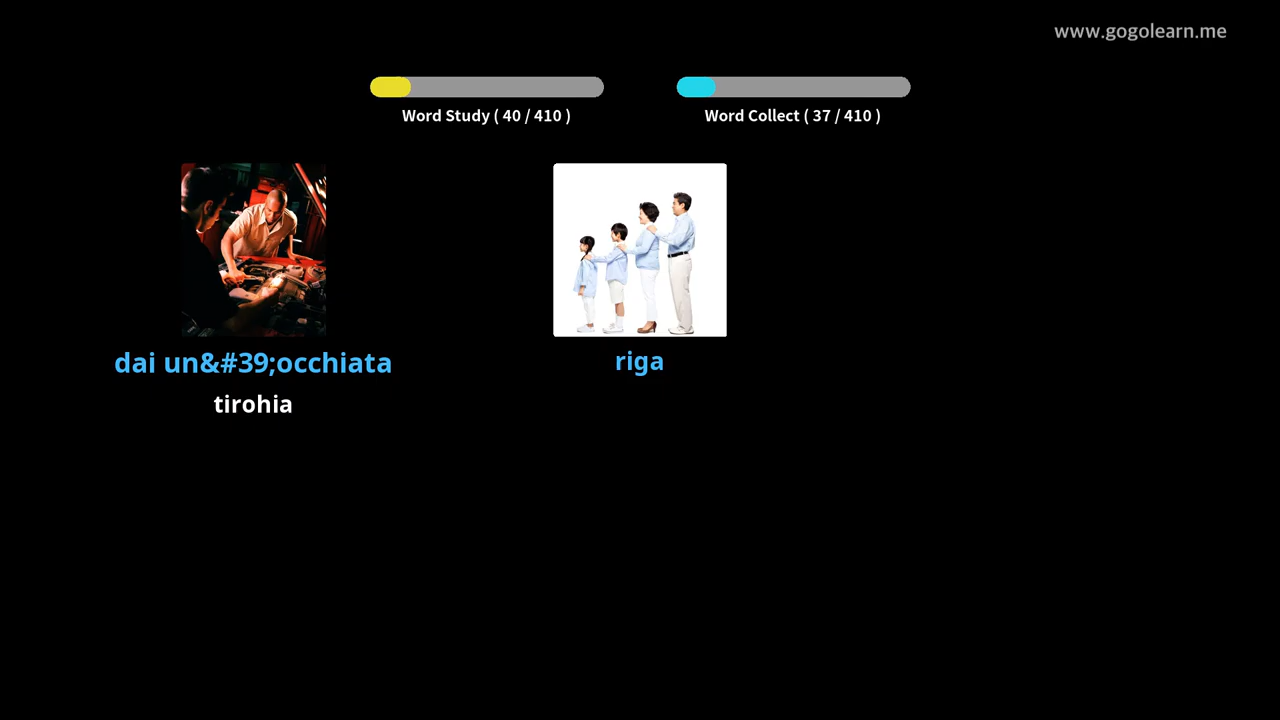 www.gogolearn.me
Word Study ( 40 / 410 )
Word Collect ( 37 / 410 )
dai un&#39;occhiata
tirohia
riga